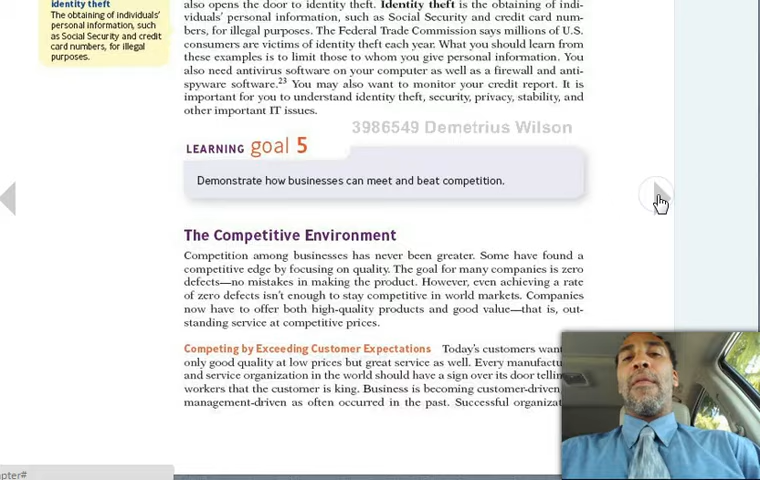 identity theft
The obtaining of individuals'
personal information, such
as Social Security and credit
card numbers, for illegal
purposes.
also opens the door to identity theft. Identity theft is the obtaining of indi-
viduals' personal information, such as Social Security and credit card num-
bers, for illegal purposes. The Federal Trade Commission says millions of U.S.
consumers are victims of identity theft each year. What you should learn from
these examples is to limit those to whom you give personal information. You
also need antivirus software on your computer as well as a firewall and anti-
spyware software.23 You may also want to monitor your credit report. It is
important for you to understand identity theft, security, privacy, stability, and
other important IT issues.
3986549 Demetrius Wilson
LEARNING goal 5
Demonstrate how businesses can meet and beat competition.
The Competitive Environment
Competition among businesses has never been greater. Some have found a
competitive edge by focusing on quality. The goal for many companies is zero
defects—no mistakes in making the product. However, even achieving a rate
of zero defects isn't enough to stay competitive in world markets. Companies
now have to offer both high-quality products and good value—that is, out-
standing service at competitive prices.
Competing by Exceeding Customer Expectations Today's customers want
only good quality at low prices but great service as well. Every manufactu
and service organization in the world should have a sign over its door tellin
workers that the customer is king. Business is becoming customer-driven
management-driven as often occurred in the past. Successful organizat
apter#